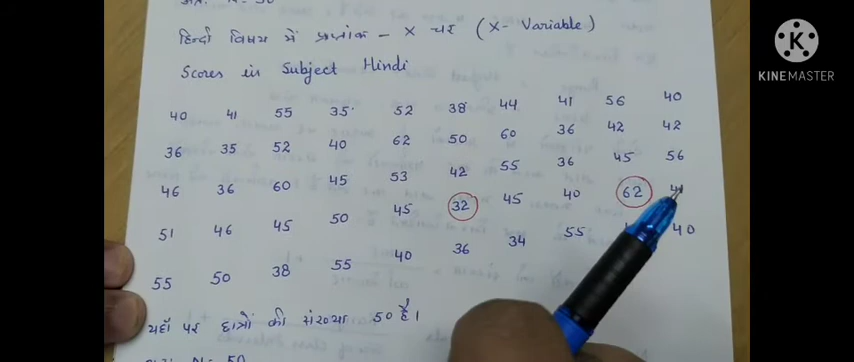 हिन्दी विषय में प्राप्तांक - X चर (X- Variable)
Scores in Subject Hindi
40 41 55 35 52 38 44 41 56 40
36 35 52 40 62 50 60 36 42 42
46 36 60 45 53 42 55 36 45 56
51 46 45 50 45 32 45 40 62
55 50 38 55 40 36 34 55 40
यहाँ पर छात्रों की संख्या 50 है।
N = 50
KINEMASTER